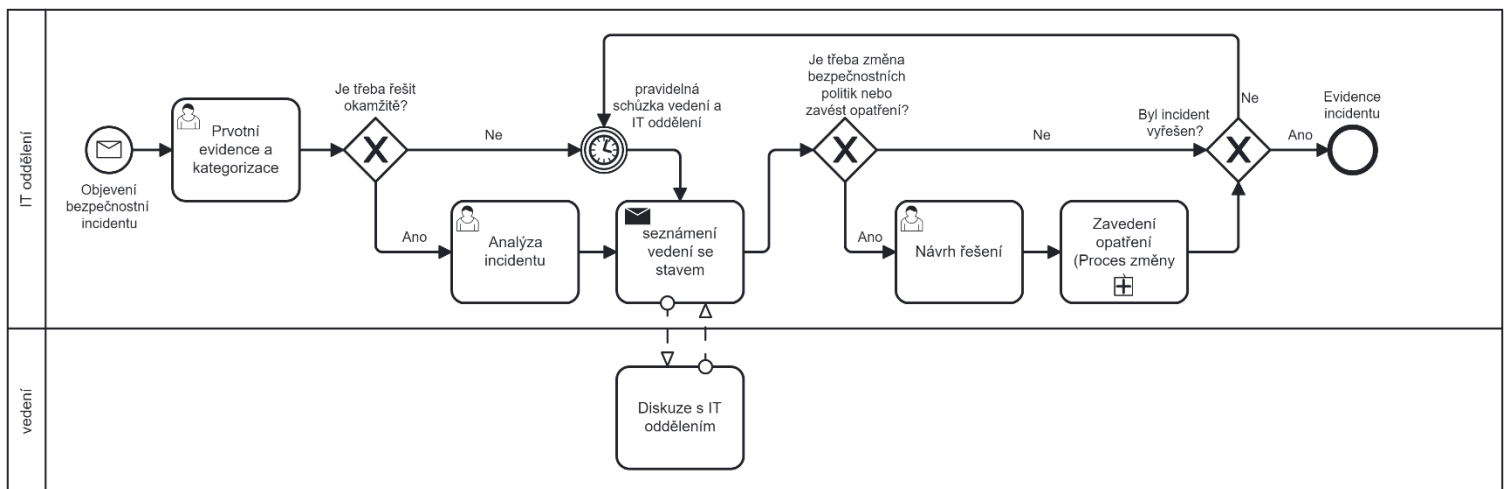 IT oddělení
Objevení
bezpečnostní
incidentu
Prvotní
evidence a
kategorizace
Je třeba řešit
okamžitě?
Ne
Ano
Analýza
incidentu
pravidelná
schůzka vedení a
IT oddělení
seznámení
vedení se
stavem
Je třeba změna
bezpečnostních
politik nebo
zavést opatření?
Ne
Ano
Návrh řešení
Zavedení
opatření
(Proces změny
Byl incident
vyřešen?
Ne
Ano
Evidence
incidentu
vedení
Diskuze s IT
oddělením